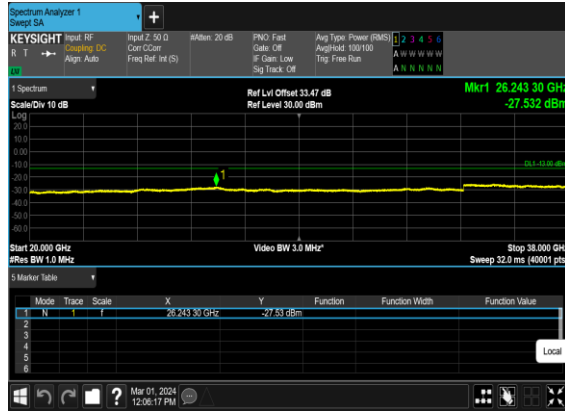 Spectrum Analyzer 1
Swept SA
KEYSIGHT
R T
Input: RF
Coupling: DC
Align: Auto
Input Z: 50 Ω
Corr CCorr
Freq Ref: Int (S)
#Atten: 20 dB
PNO: Fast
Gate: Off
IF Gain: Low
Sig Track: Off
Avg Type: Power (RMS)
Avg|Hold: 100/100
Trig: Free Run
1 2 3 4 5 6
A W W W W W
A N N N N N
1 Spectrum
Scale/Div 10 dB
Ref Lvl Offset 33.47 dB
Ref Level 30.00 dBm
Mkr1 26.243 30 GHz
-27.532 dBm
Log
20.0
10.0
0.00
-10.0
-20.0
-30.0
-40.0
-50.0
-60.0
DL1 -13.00 dBm
1
Start 20.000 GHz
#Res BW 1.0 MHz
Video BW 3.0 MHz*
Stop 38.000 GHz
Sweep 32.0 ms (40001 pts)
5 Marker Table
Mode Trace Scale X Y Function Function Width Function Value
1 N 1 f 26.243 30 GHz -27.53 dBm
2
3
4
5
6
Local
Mar 01, 2024
12:06:17 PM